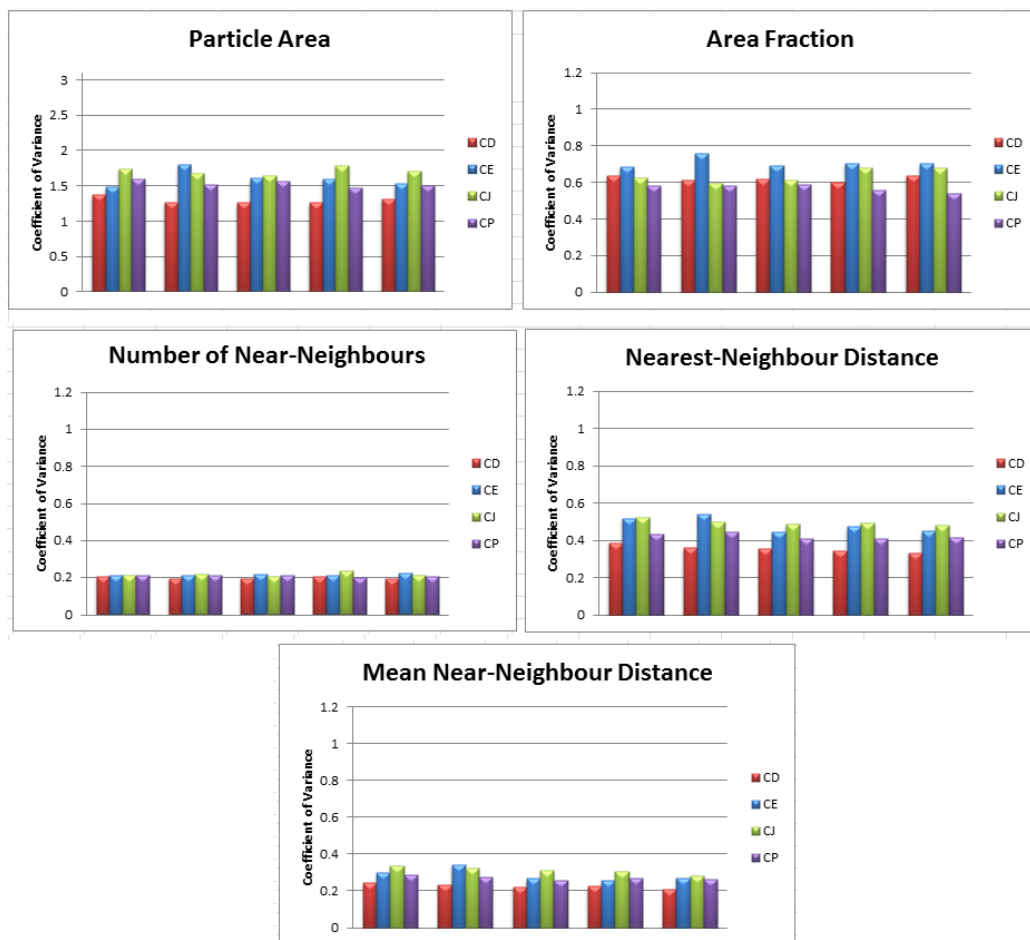 Particle Area
3
2.5
2
1.5
1
0.5
0
Coefficient of Variance
CD
CE
CJ
CP
Area Fraction
1.2
1
0.8
0.6
0.4
0.2
0
Coefficient of Variance
CD
CE
CJ
CP
Number of Near-Neighbours
1.2
1
0.8
0.6
0.4
0.2
0
Coefficient of Variance
CD
CE
CJ
CP
Nearest-Neighbour Distance
1.2
1
0.8
0.6
0.4
0.2
0
Coefficient of Variance
CD
CE
CJ
CP
Mean Near-Neighbour Distance
1.2
1
0.8
0.6
0.4
0.2
0
Coefficient of Variance
CD
CE
CJ
CP